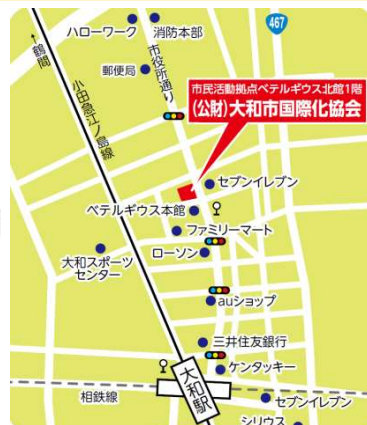 467
ハローワーク
消防本部
市役所通り
←鶴間
郵便局
小田急江ノ島線
市民活動拠点ベテルギウス北館1階
(公財)大和市国際化協会
セブンイレブン
ベテルギウス本館
ファミリーマート
ローソン
大和スポーツ
センター
auショップ
三井住友銀行
ケンタッキー
大和駅
相鉄線
セブンイレブン
シリウス